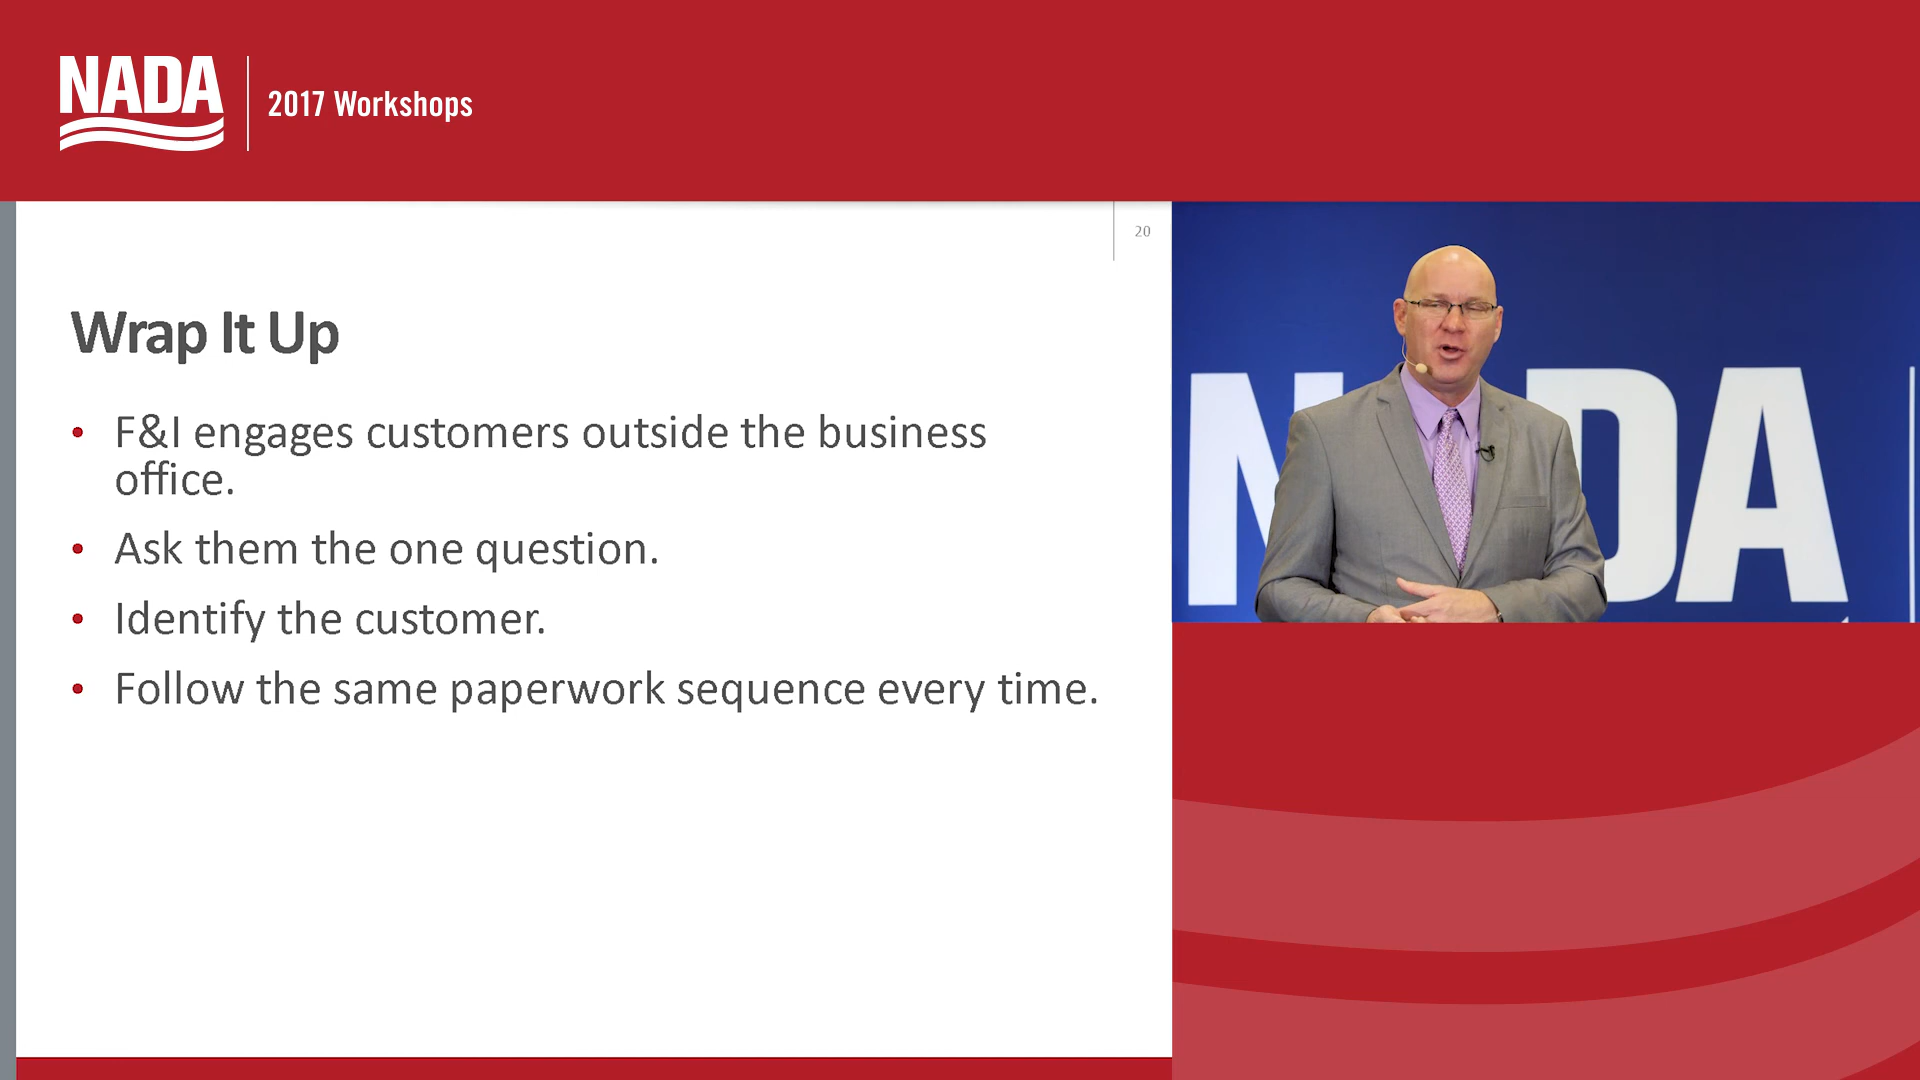 NADA
2017 Workshops
20
Wrap It Up
• F&I engages customers outside the business
office.
• Ask them the one question.
• Identify the customer.
• Follow the same paperwork sequence every time.
NADA